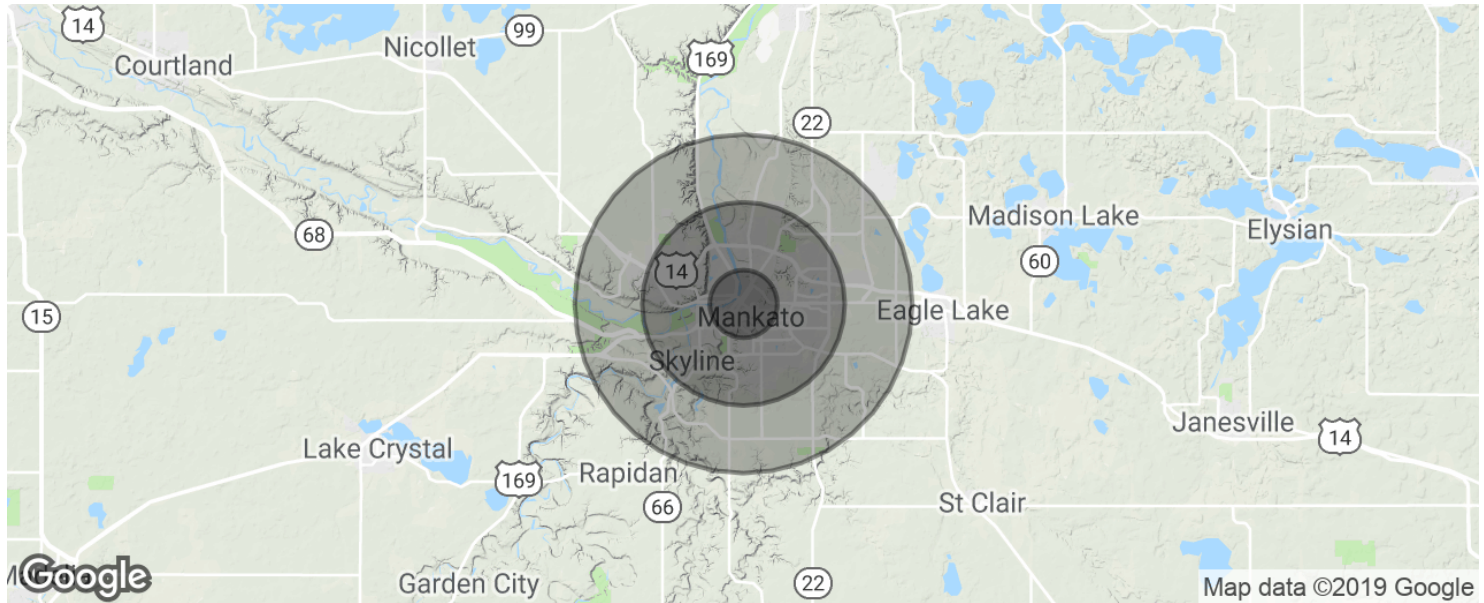 14
Courtland
Nicollet
99
169
22
68
Madison Lake
Elysian
60
14
15
Mankato
Eagle Lake
Skyline
Janesville
14
Lake Crystal
169
Rapidan
66
St Clair
Google
Garden City
22
Map data ©2019 Google